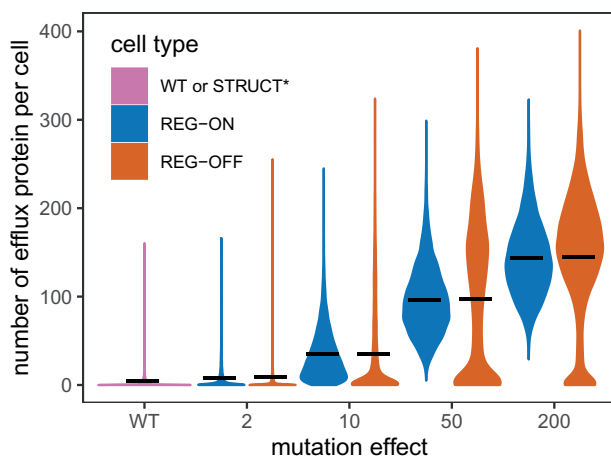 number of efflux protein per cell
400
300
200
100
0
cell type
WT or STRUCT*
REG−ON
REG−OFF
WT 2 10 50 200
mutation effect